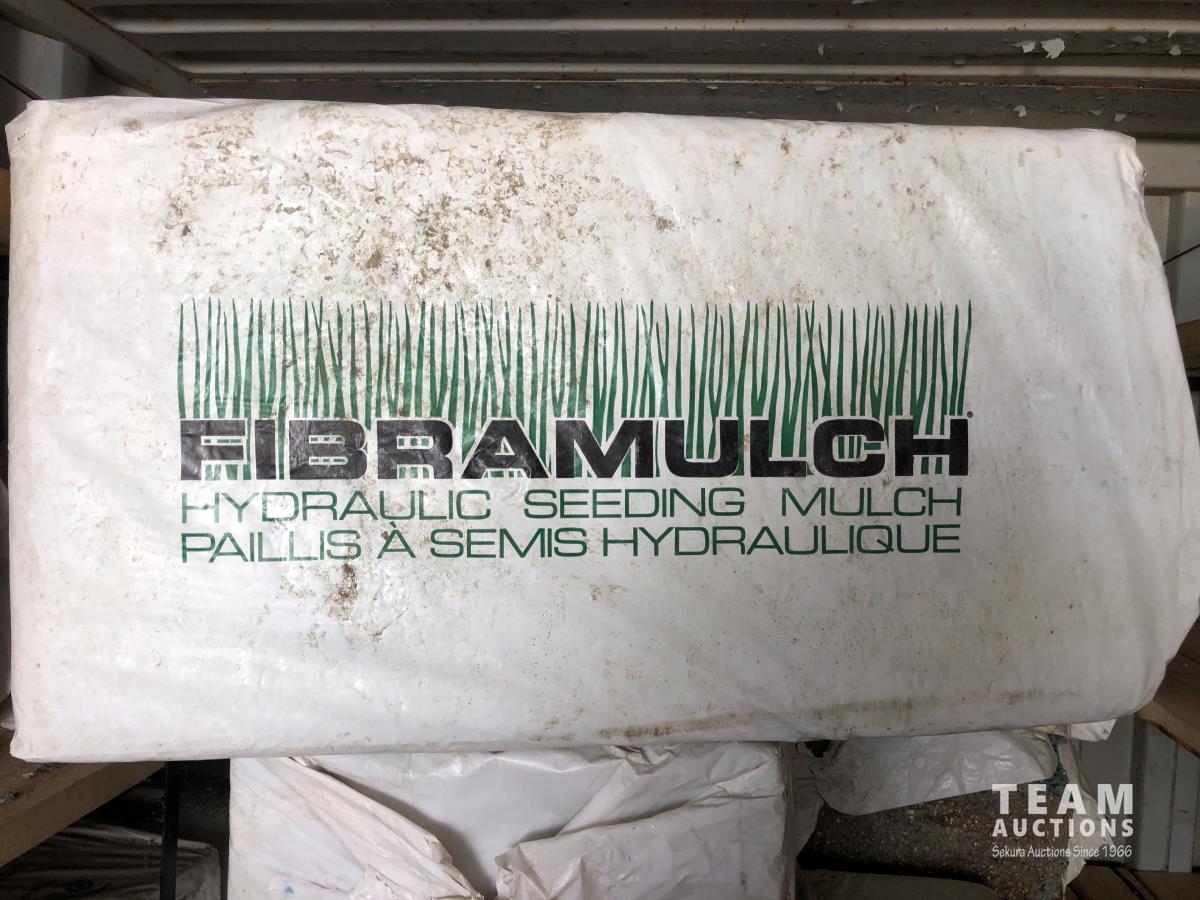 FIBRAMULCH®
HYDRAULIC SEEDING MULCH
PAILLIS À SEMIS HYDRAULIQUE
TEAM
AUCTIONS
Sekura Auctions Since 1966